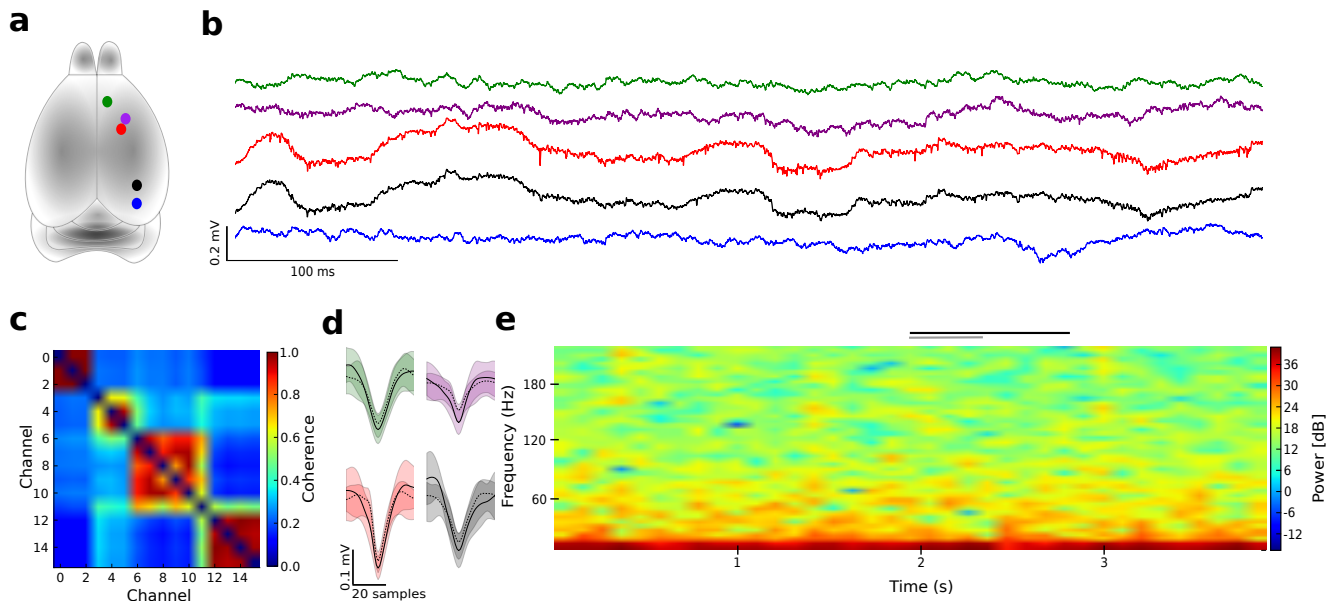 a
b
0.2 mV
100 ms
c
0
2
4
6
8
10
12
14
Channel
0 2 4 6 8 10 12 14
Channel
1.0
0.8
0.6
0.4
0.2
0.0
Coherence
d
0.1 mV
20 samples
e
180
120
60
Frequency (Hz)
1 2 3
Time (s)
36
30
24
18
12
6
0
-6
-12
Power [dB]